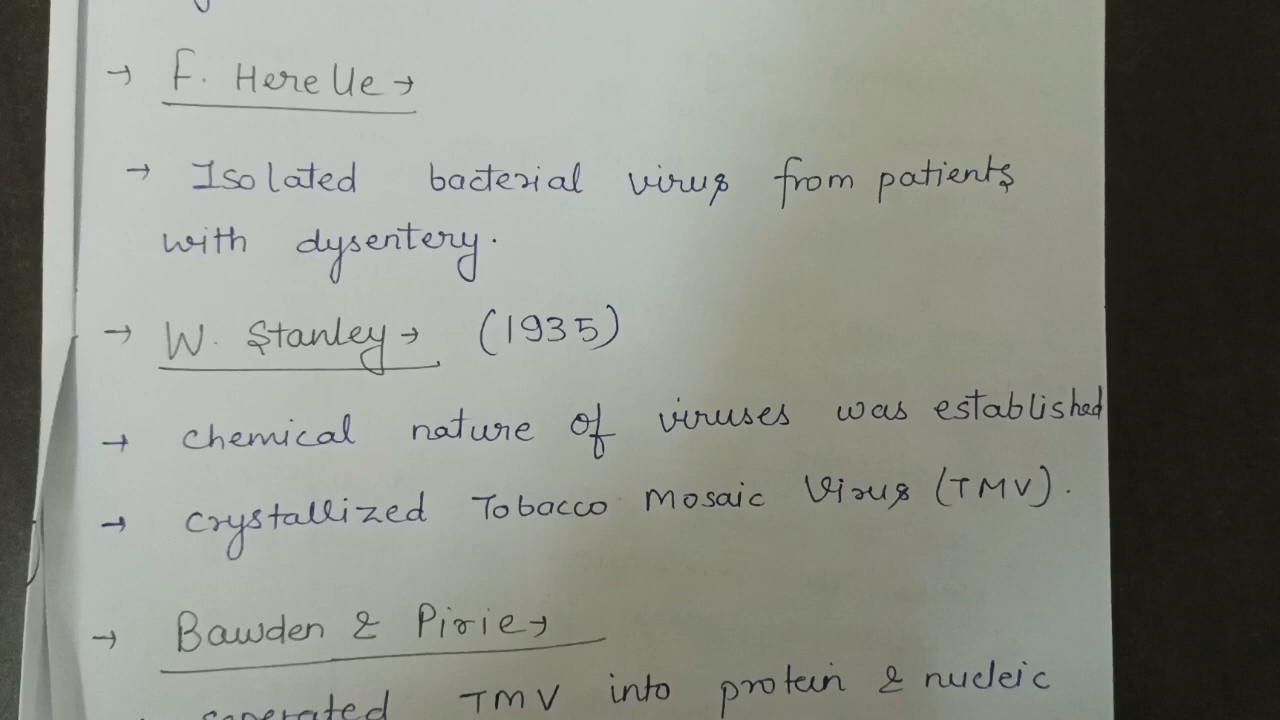 → F. Herelle →
→ Isolated bacterial virus from patients
with dysentery.
→ W. Stanley → (1935)
→ chemical nature of viruses was established
→ crystallized Tobacco Mosaic Virus (TMV).
→ Bawden & Pirie →
TMV into protein & nucleic